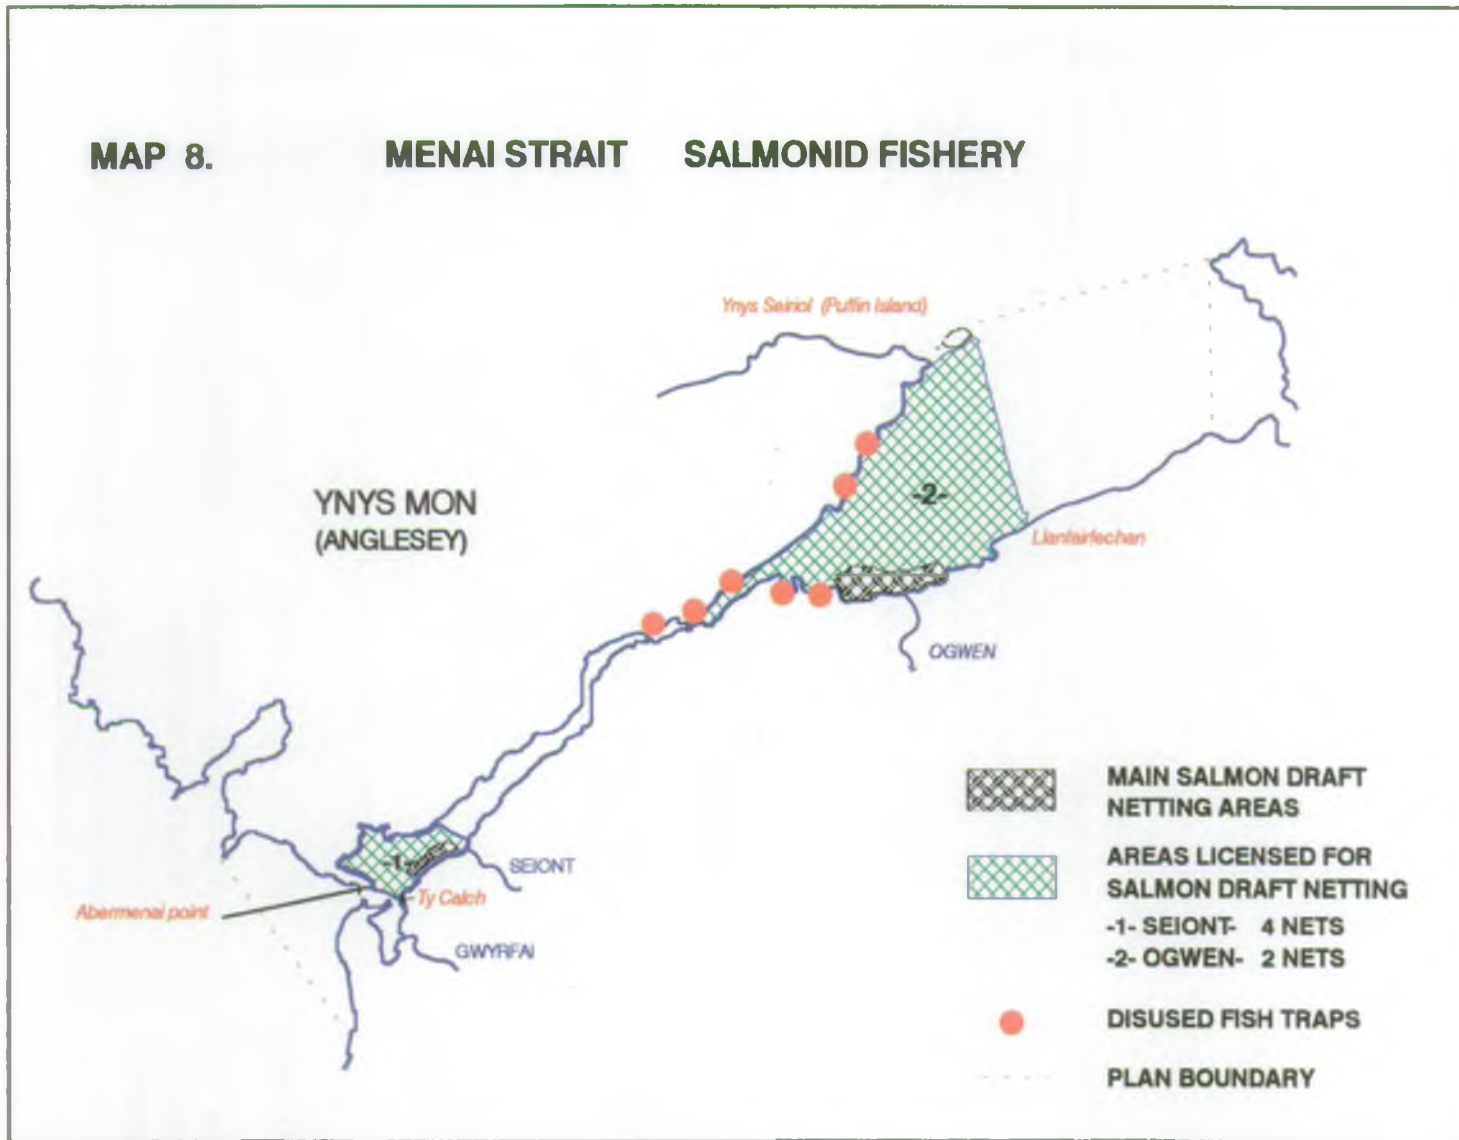 MAP 8. MENAI STRAIT SALMONID FISHERY
Ynys Seiriol (Puffin Island)
YNYS MON
(ANGLESEY)
-2-
Llanfairfechan
OGWEN
-1-
SEIONT
Ty Calch
Abermenai point
GWYRFAI
MAIN SALMON DRAFT
NETTING AREAS
AREAS LICENSED FOR
SALMON DRAFT NETTING
-1- SEIONT- 4 NETS
-2- OGWEN- 2 NETS
DISUSED FISH TRAPS
PLAN BOUNDARY